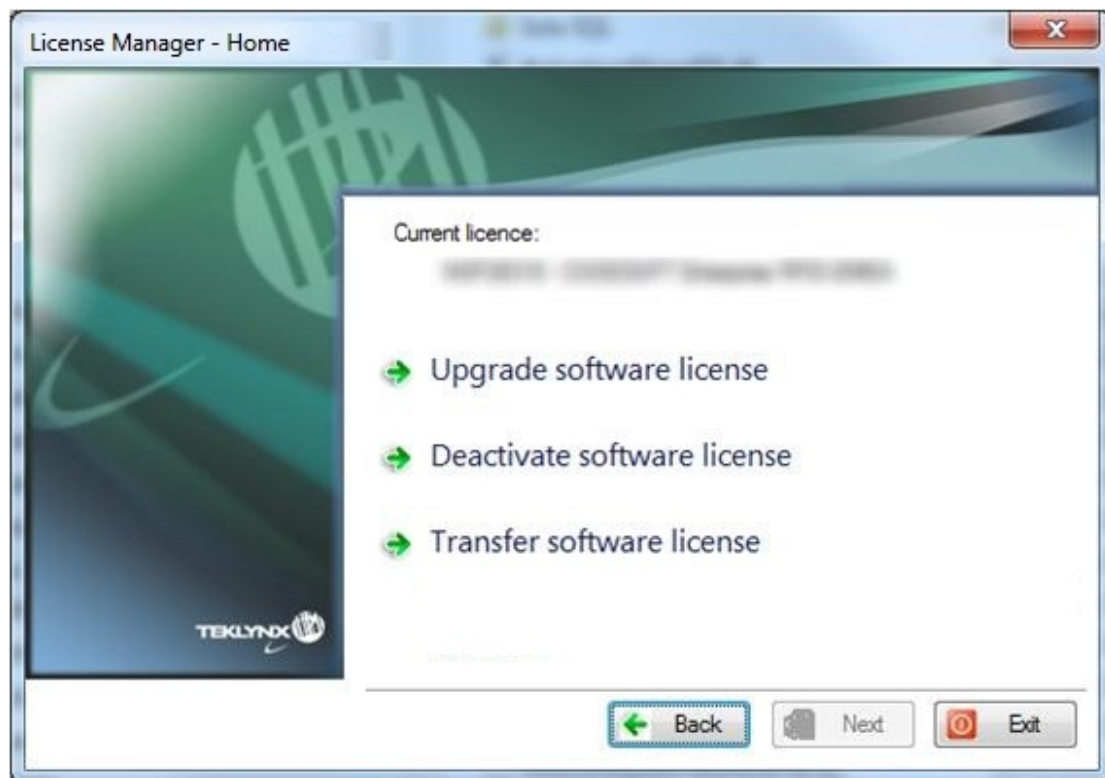 License Manager - Home
Current licence:
Upgrade software license
Deactivate software license
Transfer software license
TEKLYNX
Back
Next
Exit